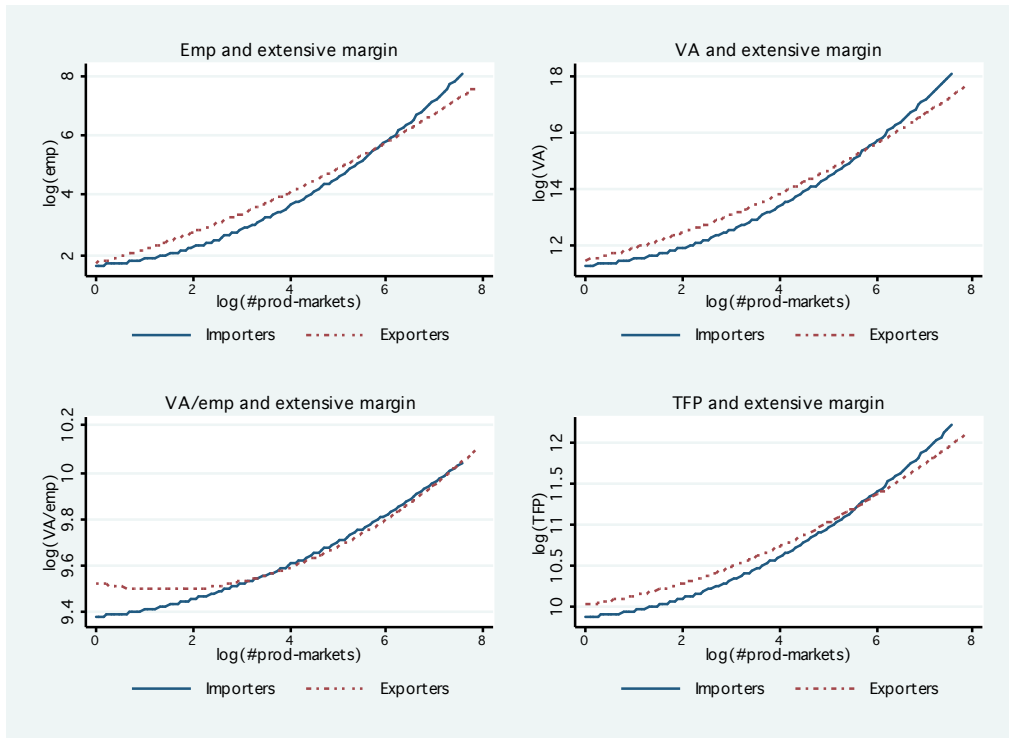 Emp and extensive margin
log(emp)
8
6
4
2
0 2 4 6 8
log(#prod-markets)
Importers Exporters
VA and extensive margin
log(VA)
18
16
14
12
0 2 4 6 8
log(#prod-markets)
Importers Exporters
VA/emp and extensive margin
log(VA/emp)
10.2
10
9.8
9.6
9.4
0 2 4 6 8
log(#prod-markets)
Importers Exporters
TFP and extensive margin
log(TFP)
12
11.5
11
10.5
10
0 2 4 6 8
log(#prod-markets)
Importers Exporters